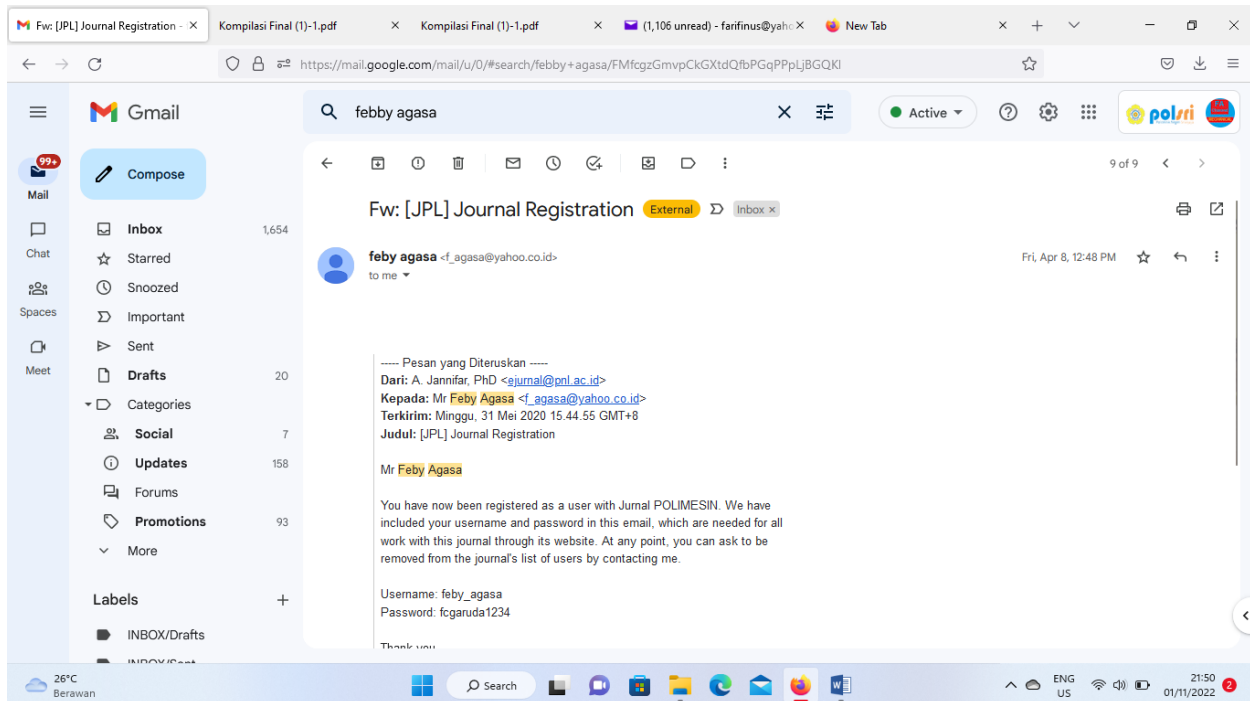 Fw: [JPL] Journal Registration -
Kompilasi Final (1)-1.pdf
Kompilasi Final (1)-1.pdf
(1,106 unread) - farifinus@yaho
New Tab
https://mail.google.com/mail/u/0/#search/febby+agasa/FMfcgzGmvpCkGXtdQfbPGqPPpLjBGQKl
Gmail
febby agasa
Active
polsri
99+
Mail
Chat
Spaces
Meet
Compose
Inbox 1,654
Starred
Snoozed
Important
Sent
Drafts 20
Categories
Social 7
Updates 158
Forums
Promotions 93
More
Labels
INBOX/Drafts
INBOX/Sent
9 of 9
Fw: [JPL] Journal Registration External Inbox ×
feby agasa <f_agasa@yahoo.co.id> Fri, Apr 8, 12:48 PM
to me
----- Pesan yang Diteruskan -----
Dari: A. Jannifar, PhD <ejurnal@pnl.ac.id>
Kepada: Mr Feby Agasa <f_agasa@yahoo.co.id>
Terkirim: Minggu, 31 Mei 2020 15.44.55 GMT+8
Judul: [JPL] Journal Registration
Mr Feby Agasa
You have now been registered as a user with Jurnal POLIMESIN. We have
included your username and password in this email, which are needed for all
work with this journal through its website. At any point, you can ask to be
removed from the journal's list of users by contacting me.
Username: feby_agasa
Password: fcgaruda1234
Thank you
26°C
Berawan
Search
ENG
US
21:50
01/11/2022
2